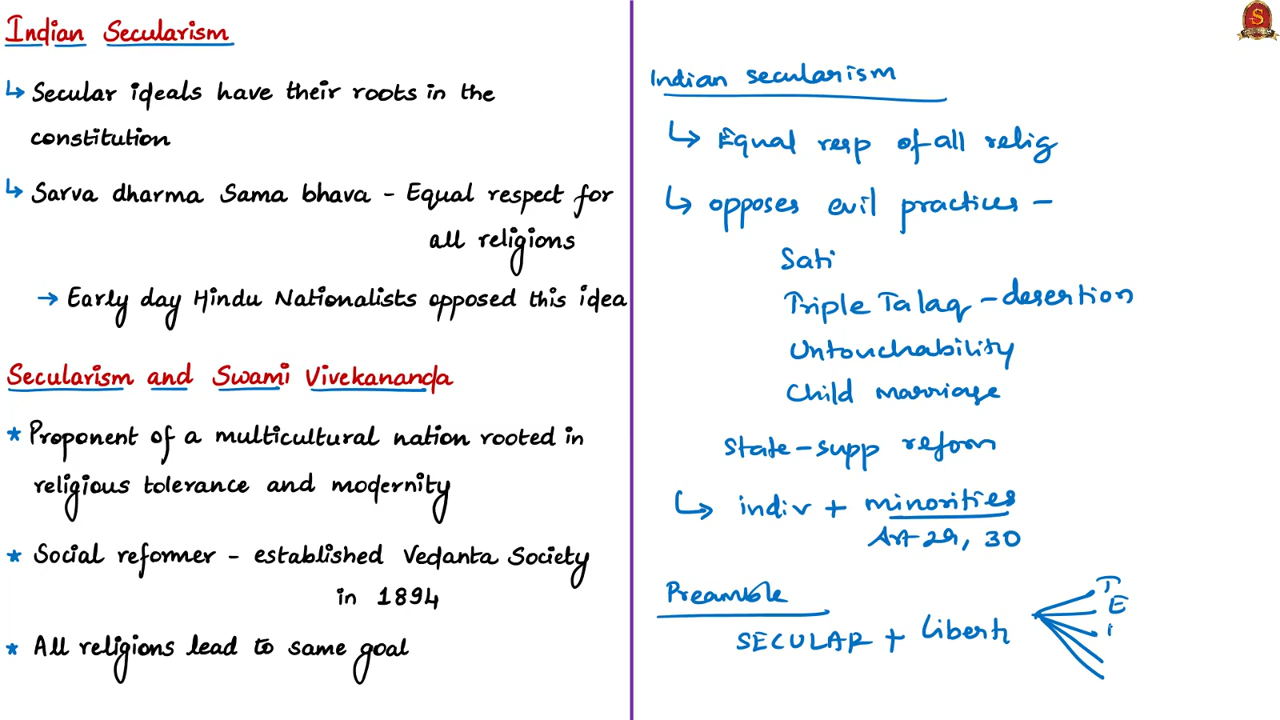 Indian Secularism
↳ Secular ideals have their roots in the
constitution
↳ Sarva dharma Sama bhava - Equal respect for
all religions
→ Early day Hindu Nationalists opposed this idea
Secularism and Swami Vivekananda
* Proponent of a multicultural nation rooted in
religious tolerance and modernity
* Social reformer - established Vedanta Society
in 1894
* All religions lead to same goal
Indian secularism
↳ Equal resp of all relig
↳ opposes evil practices -
Sati
Triple Talaq - desertion
Untouchability
Child marriage
State-supp reform
↳ indiv + minorities
Art 29, 30
Preamble
SECULAR + Libert
T
E
S